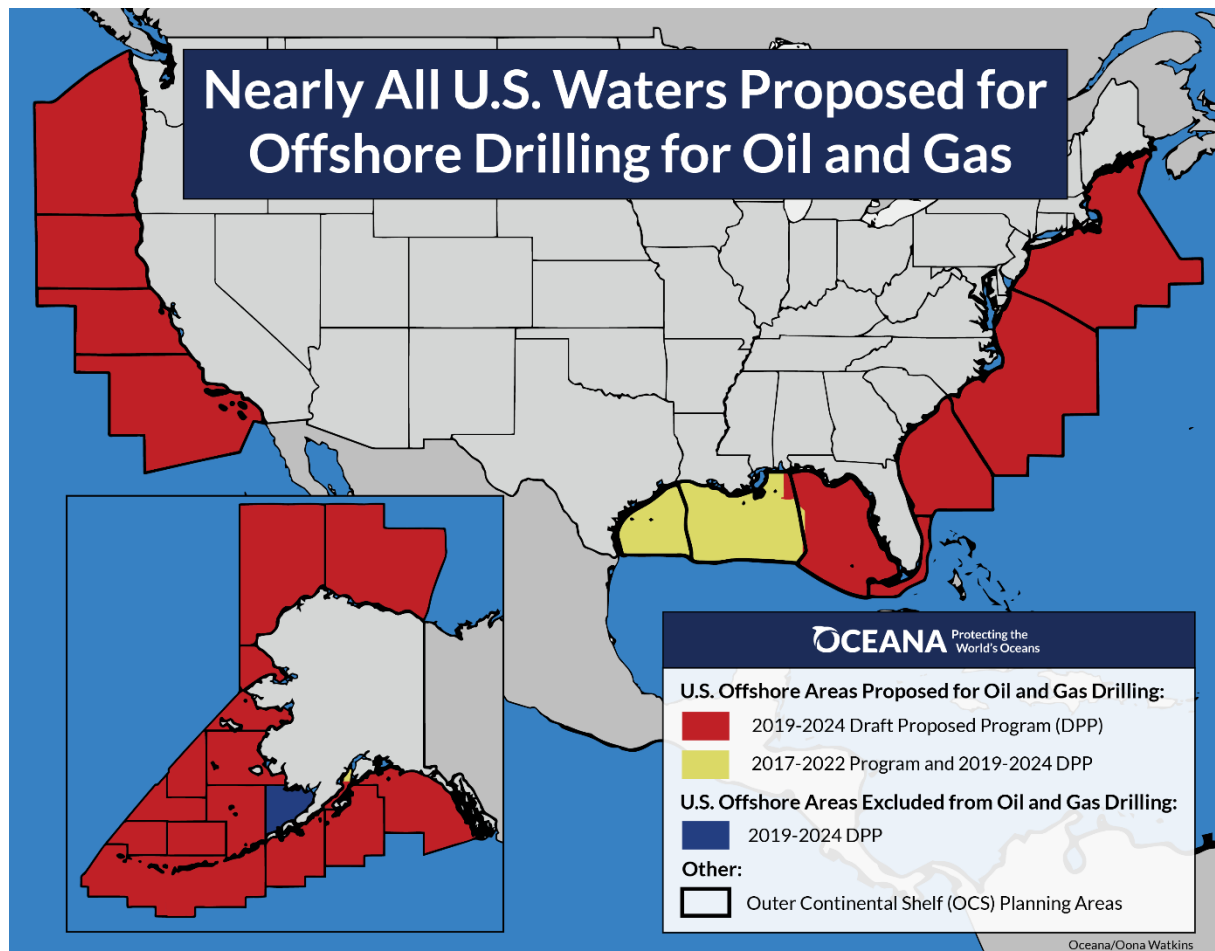 Nearly All U.S. Waters Proposed for
Offshore Drilling for Oil and Gas
OCEANA Protecting the
World's Oceans
U.S. Offshore Areas Proposed for Oil and Gas Drilling:
2019-2024 Draft Proposed Program (DPP)
2017-2022 Program and 2019-2024 DPP
U.S. Offshore Areas Excluded from Oil and Gas Drilling:
2019-2024 DPP
Other:
Outer Continental Shelf (OCS) Planning Areas
Oceana/Oona Watkins